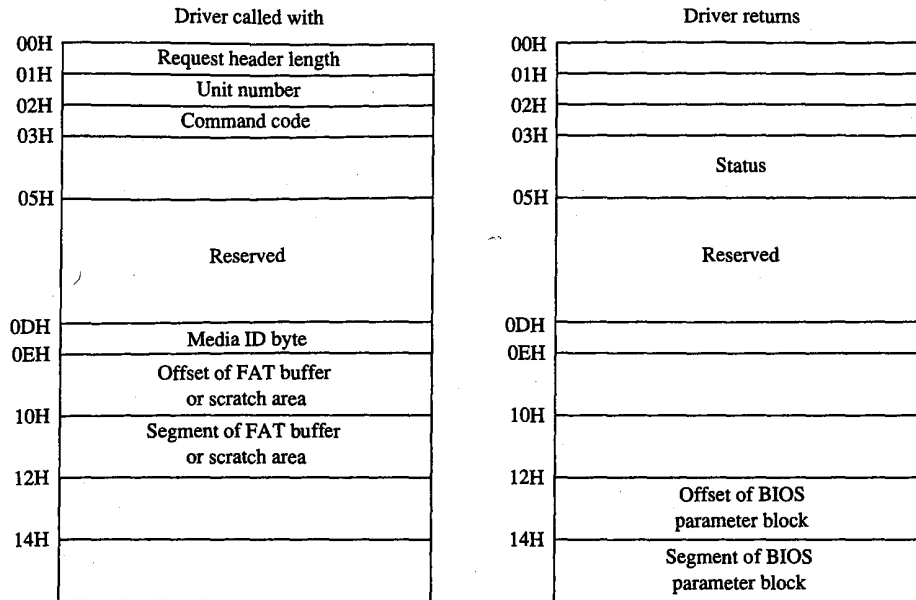 Driver called with
00H
Request header length
01H
Unit number
02H
Command code
03H
05H
Reserved
0DH
Media ID byte
0EH
Offset of FAT buffer
or scratch area
10H
Segment of FAT buffer
or scratch area
12H
14H
Driver returns
00H
01H
02H
03H
Status
05H
Reserved
0DH
0EH
10H
12H
Offset of BIOS
parameter block
14H
Segment of BIOS
parameter block